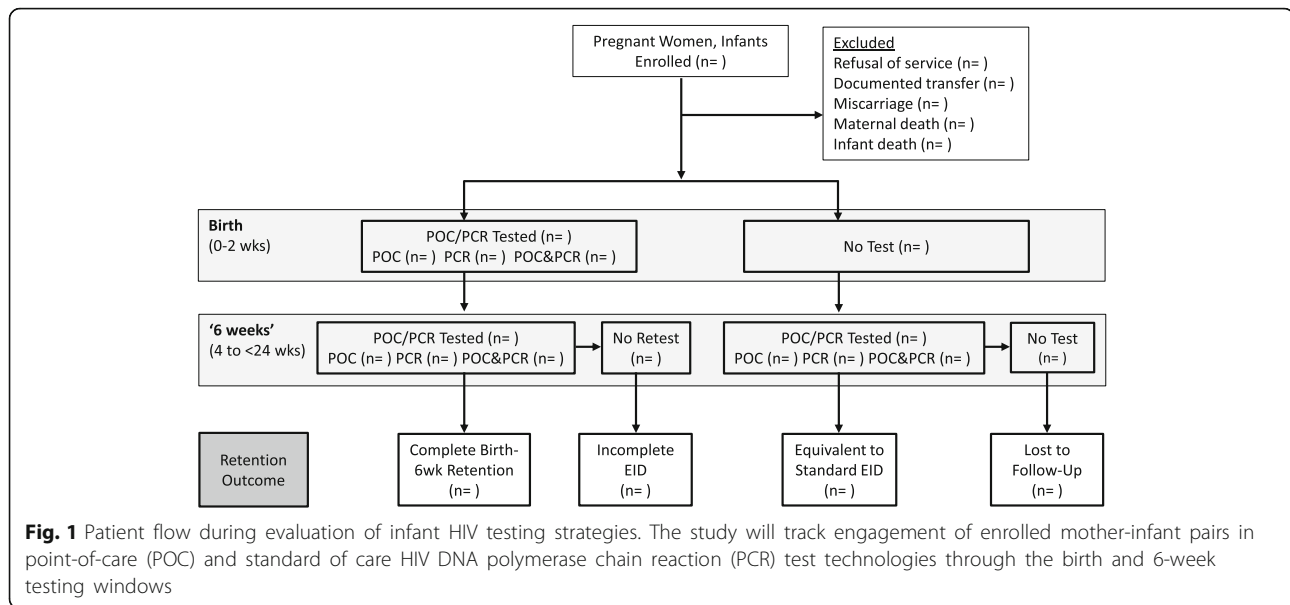 Pregnant Women, Infants
Enrolled (n= )
Excluded
Refusal of service (n= )
Documented transfer (n= )
Miscarriage (n= )
Maternal death (n= )
Infant death (n= )
Birth
(0-2 wks)
POC/PCR Tested (n= )
POC (n= ) PCR (n= ) POC&PCR (n= )
No Test (n= )
‘6 weeks’
(4 to <24 wks)
POC/PCR Tested (n= )
POC (n= ) PCR (n= ) POC&PCR (n= )
No Retest
(n= )
POC/PCR Tested (n= )
POC (n= ) PCR (n= ) POC&PCR (n= )
No Test
(n= )
Retention
Outcome
Complete Birth-
6wk Retention
(n= )
Incomplete
EID
(n= )
Equivalent to
Standard EID
(n= )
Lost to
Follow-Up
(n= )
Fig. 1 Patient flow during evaluation of infant HIV testing strategies. The study will track engagement of enrolled mother-infant pairs in
point-of-care (POC) and standard of care HIV DNA polymerase chain reaction (PCR) test technologies through the birth and 6-week
testing windows